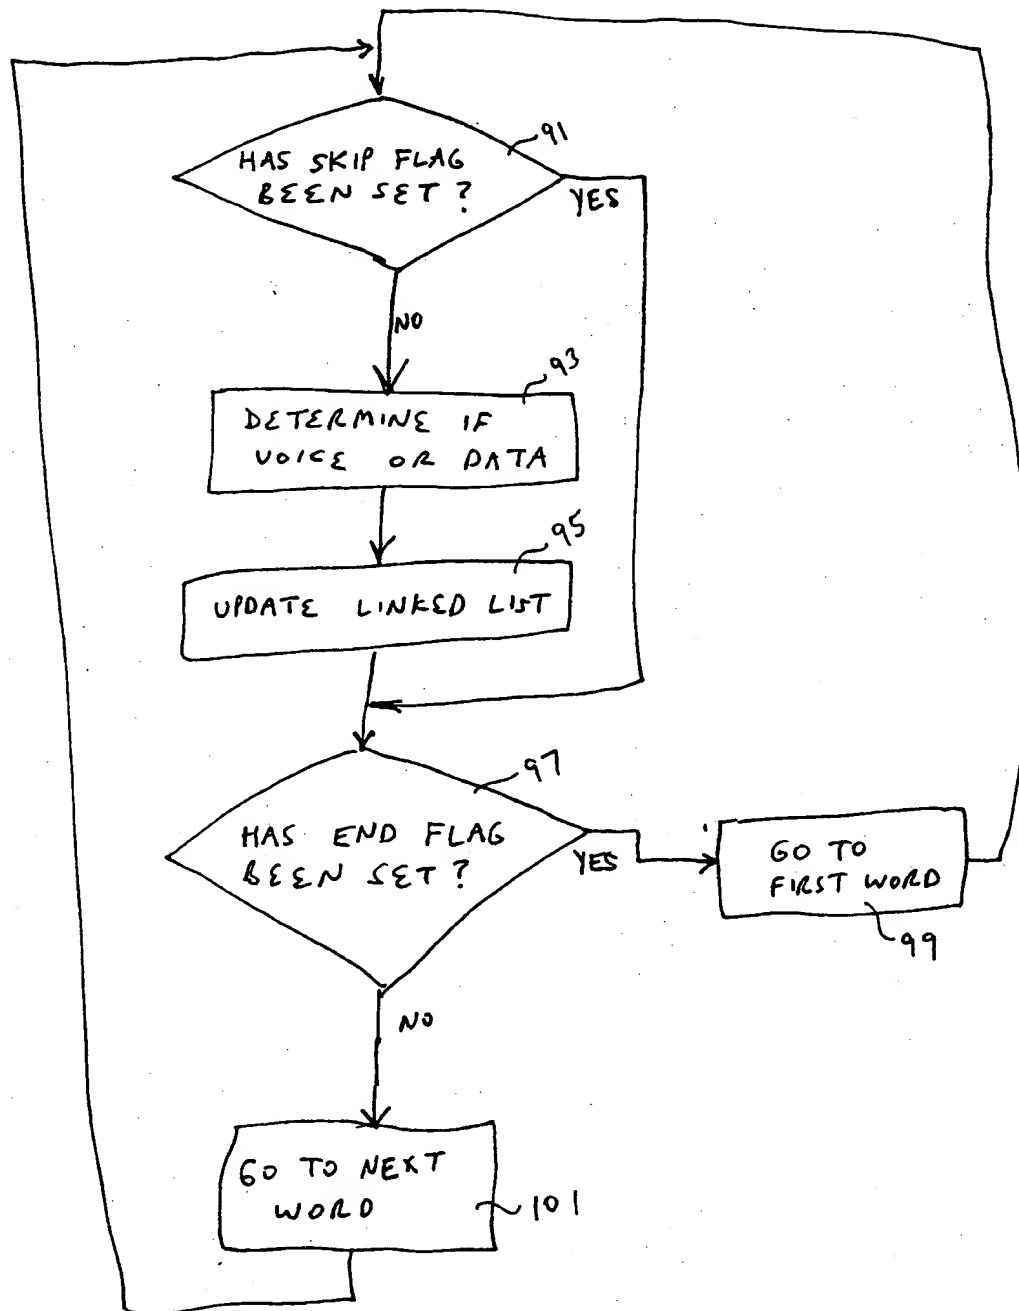 91
HAS SKIP FLAG
BEEN SET?
YES
NO
93
DETERMINE IF
VOICE OR DATA
95
UPDATE LINKED LIST
97
HAS END FLAG
BEEN SET?
YES
GO TO
FIRST WORD
99
NO
GO TO NEXT
WORD
101